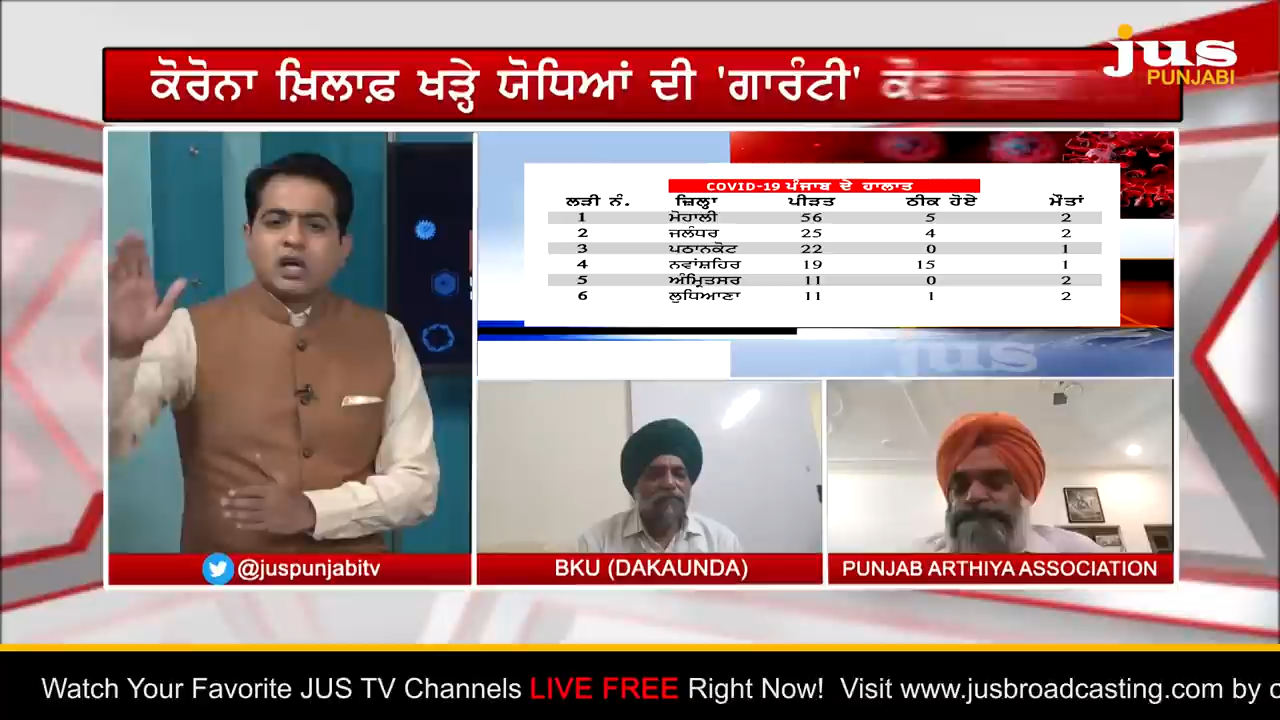 jus
PUNJABI
ਕੋਰੋਨਾ ਖ਼ਿਲਾਫ਼ ਖੜ੍ਹੇ ਯੋਧਿਆਂ ਦੀ 'ਗਾਰੰਟੀ'
COVID-19 ਪੰਜਾਬ ਦੇ ਹਾਲਾਤ
ਲੜੀ ਨੰ. ਜ਼ਿਲ੍ਹਾ ਪੀੜਤ ਠੀਕ ਹੋਏ ਮੌਤਾਂ
1 ਮੋਹਾਲੀ 56 5 2
2 ਜਲੰਧਰ 25 4 2
3 ਪਠਾਨਕੋਟ 22 0 1
4 ਨਵਾਂਸ਼ਹਿਰ 19 15 1
5 ਅੰਮ੍ਰਿਤਸਰ 11 0 2
6 ਲੁਧਿਆਣਾ 11 1 2
jus
@juspunjabitv
BKU (DAKAUNDA)
PUNJAB ARTHIYA ASSOCIATION
Watch Your Favorite JUS TV Channels LIVE FREE Right Now! Visit www.jusbroadcasting.com by